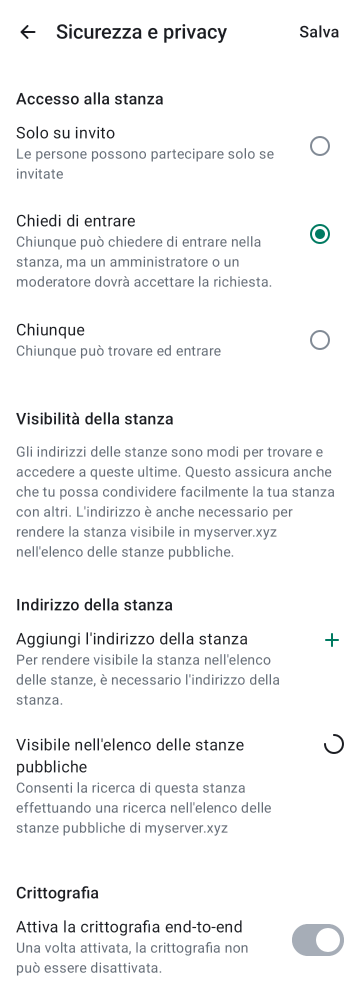 Sicurezza e privacy
Salva
Accesso alla stanza
Solo su invito
Le persone possono partecipare solo se
invitate
Chiedi di entrare
Chiunque può chiedere di entrare nella
stanza, ma un amministratore o un
moderatore dovrà accettare la richiesta.
Chiunque
Chiunque può trovare ed entrare
Visibilità della stanza
Gli indirizzi delle stanze sono modi per trovare e
accedere a queste ultime. Questo assicura anche
che tu possa condividere facilmente la tua stanza
con altri. L'indirizzo è anche necessario per
rendere la stanza visibile in myserver.xyz
nell'elenco delle stanze pubbliche.
Indirizzo della stanza
Aggiungi l'indirizzo della stanza
Per rendere visibile la stanza nell'elenco
delle stanze, è necessario l'indirizzo della
stanza.
Visibile nell'elenco delle stanze
pubbliche
Consenti la ricerca di questa stanza
effettuando una ricerca nell'elenco delle
stanze pubbliche di myserver.xyz
Crittografia
Attiva la crittografia end-to-end
Una volta attivata, la crittografia non
può essere disattivata.